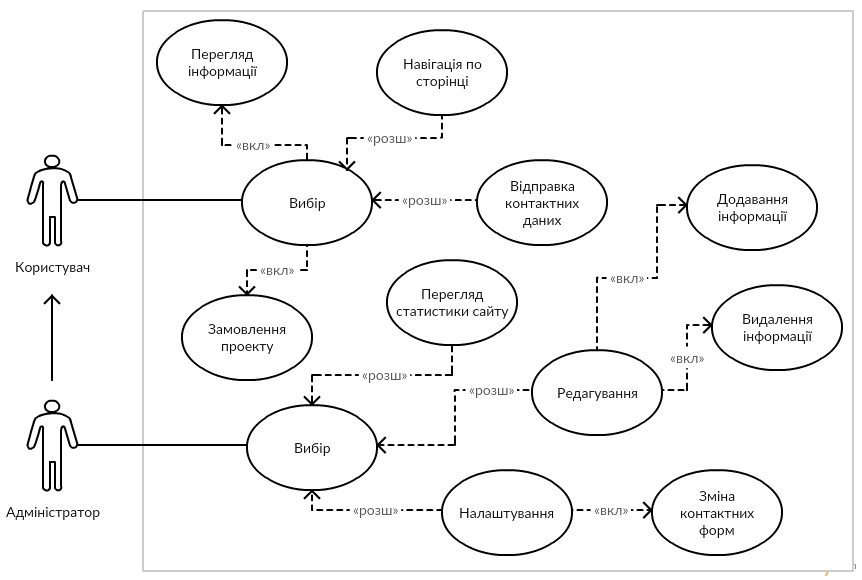 Перегляд
інформації
Навігація по
сторінці
«вкл»
«розш»
Вибір
«розш»
Відправка
контактних
даних
Додавання
інформації
Користувач
«вкл»
«вкл»
Перегляд
статистики сайту
Замовлення
проекту
Видалення
інформації
«вкл»
«розш»
«розш»
Редагування
Вибір
Адміністратор
«розш»
Налаштування
«вкл»
Зміна
контактних
форм